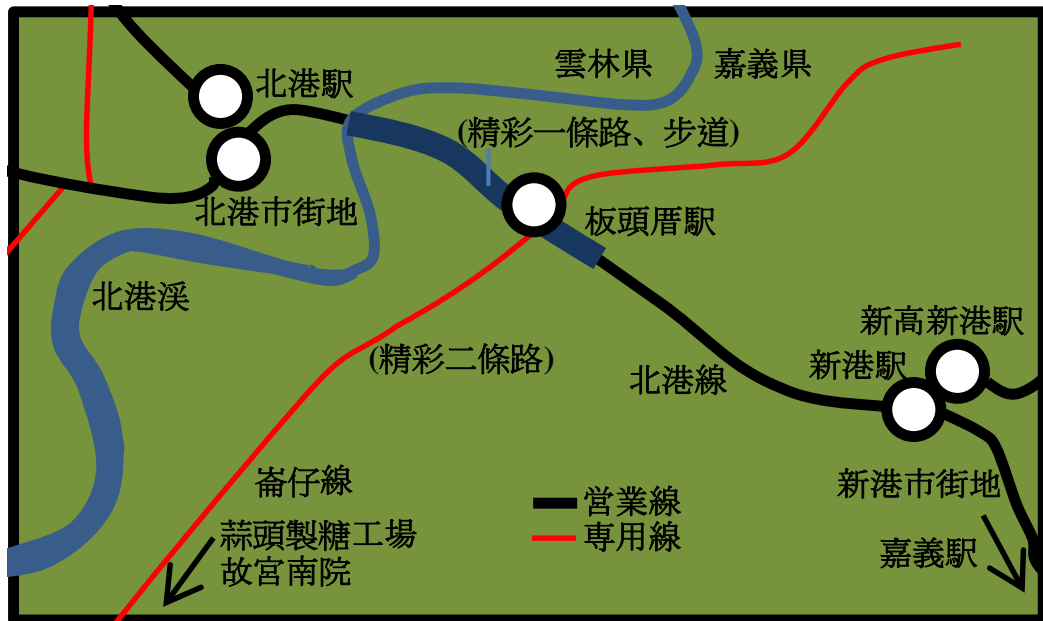 雲林県
嘉義県
北港駅
(精彩一條路、步道)
北港市街地
板頭厝駅
北港渓
新高新港駅
新港駅
(精彩二條路)
北港線
崙仔線
新港市街地
営業線
専用線
蒜頭製糖工場
故宮南院
嘉義駅